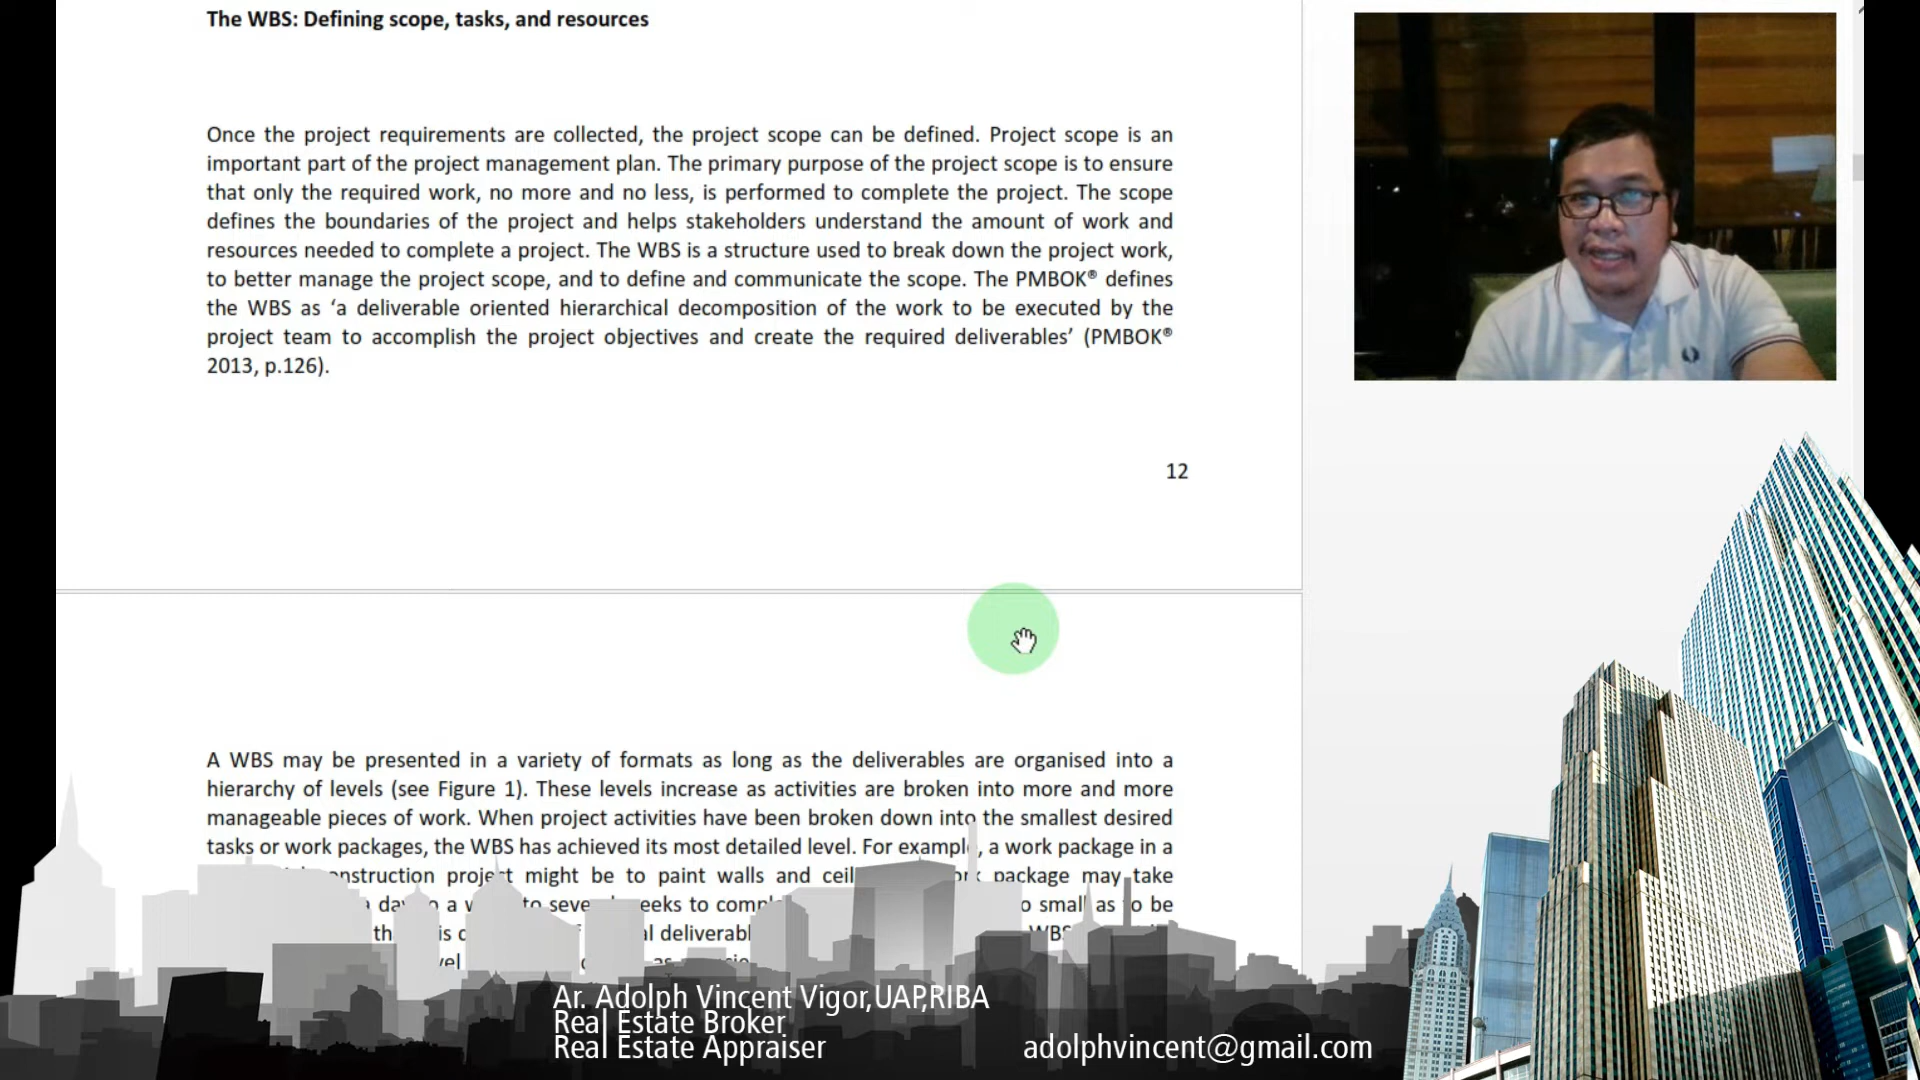 The WBS: Defining scope, tasks, and resources
Once the project requirements are collected, the project scope can be defined. Project scope is an
important part of the project management plan. The primary purpose of the project scope is to ensure
that only the required work, no more and no less, is performed to complete the project. The scope
defines the boundaries of the project and helps stakeholders understand the amount of work and
resources needed to complete a project. The WBS is a structure used to break down the project work,
to better manage the project scope, and to define and communicate the scope. The PMBOK® defines
the WBS as ‘a deliverable oriented hierarchical decomposition of the work to be executed by the
project team to accomplish the project objectives and create the required deliverables’ (PMBOK®
2013, p.126).
12
A WBS may be presented in a variety of formats as long as the deliverables are organised into a
hierarchy of levels (see Figure 1). These levels increase as activities are broken into more and more
manageable pieces of work. When project activities have been broken down into the smallest desired
tasks or work packages, the WBS has achieved its most detailed level. For example, a work package in a
construction project might be to paint walls and package may take
a day to a to several weeks to small as to be
WBS
Ar. Adolph Vincent Vigor,UAP,RIBA
Real Estate Broker
Real Estate Appraiser
adolphvincent@gmail.com